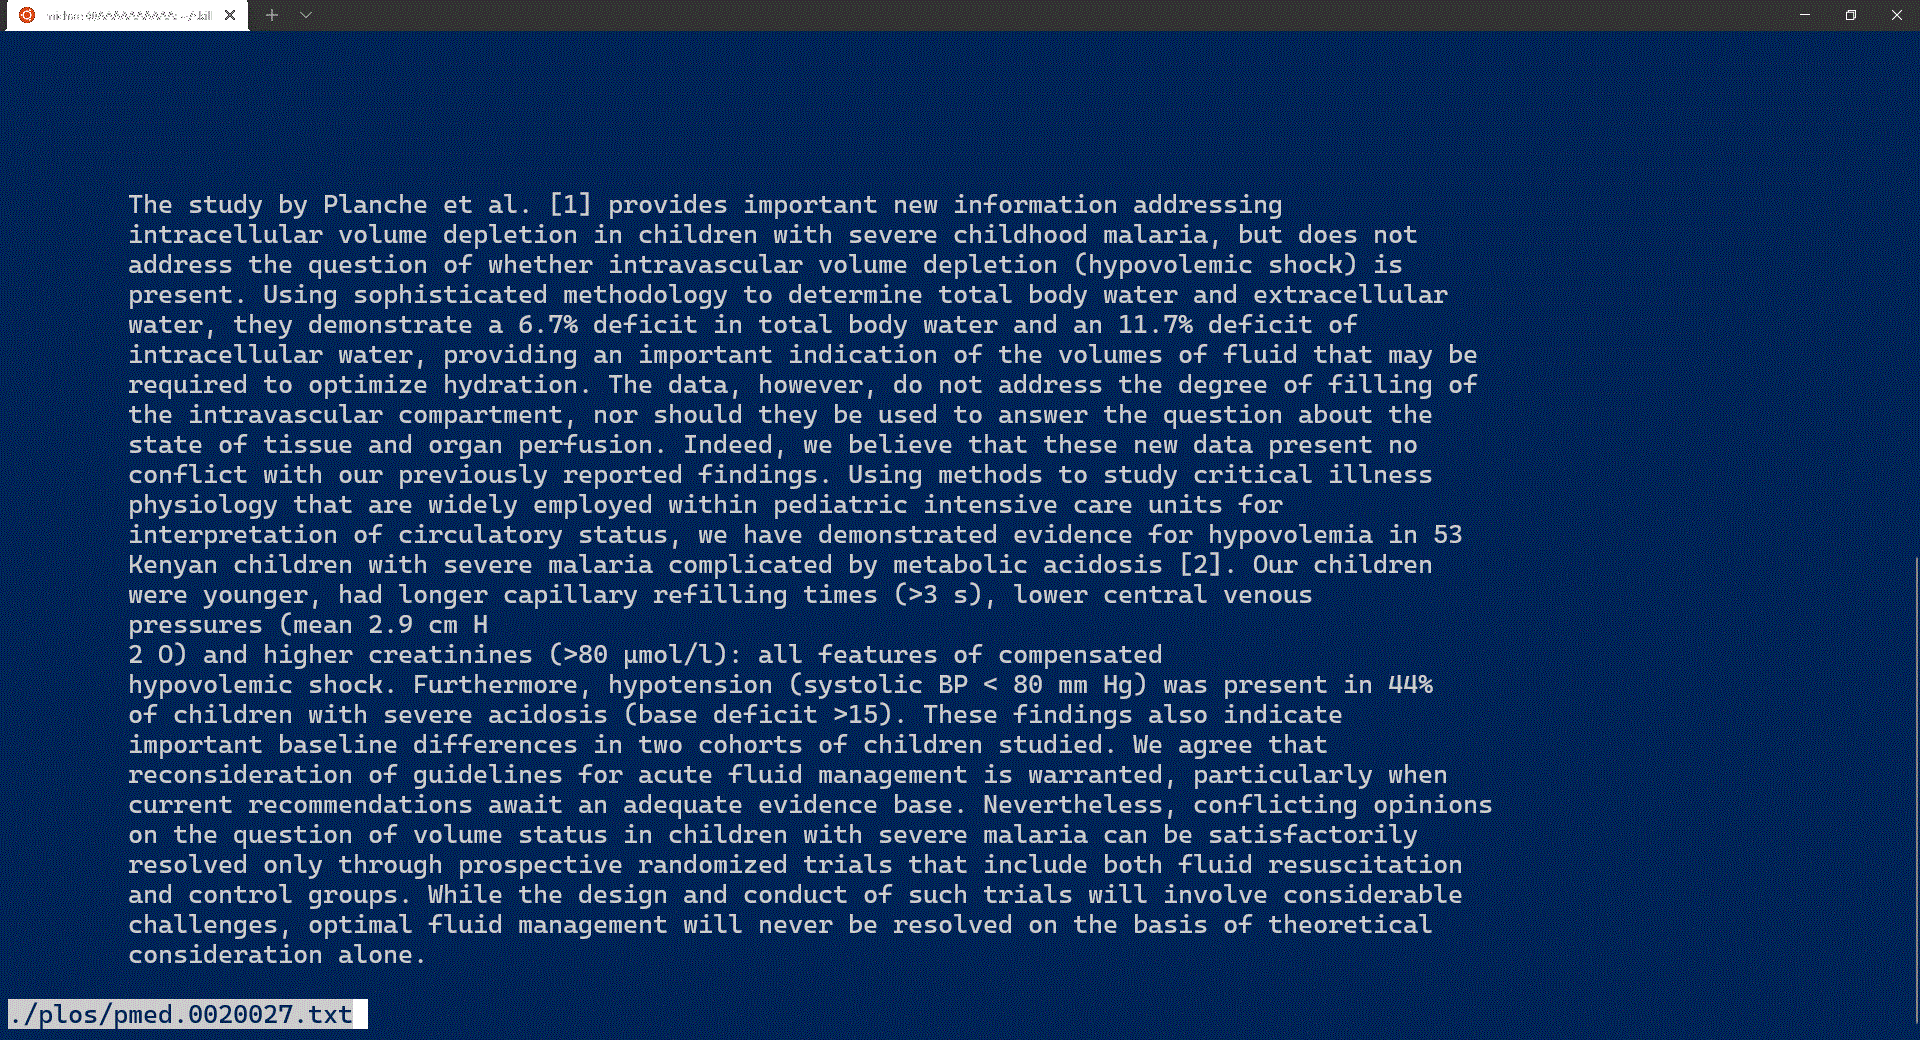 The study by Planche et al. [1] provides important new information addressing
intracellular volume depletion in children with severe childhood malaria, but does not
address the question of whether intravascular volume depletion (hypovolemic shock) is
present. Using sophisticated methodology to determine total body water and extracellular
water, they demonstrate a 6.7% deficit in total body water and an 11.7% deficit of
intracellular water, providing an important indication of the volumes of fluid that may be
required to optimize hydration. The data, however, do not address the degree of filling of
the intravascular compartment, nor should they be used to answer the question about the
state of tissue and organ perfusion. Indeed, we believe that these new data present no
conflict with our previously reported findings. Using methods to study critical illness
physiology that are widely employed within pediatric intensive care units for
interpretation of circulatory status, we have demonstrated evidence for hypovolemia in 53
Kenyan children with severe malaria complicated by metabolic acidosis [2]. Our children
were younger, had longer capillary refilling times (>3 s), lower central venous
pressures (mean 2.9 cm H
2 O) and higher creatinines (>80 μmol/l): all features of compensated
hypovolemic shock. Furthermore, hypotension (systolic BP < 80 mm Hg) was present in 44%
of children with severe acidosis (base deficit >15). These findings also indicate
important baseline differences in two cohorts of children studied. We agree that
reconsideration of guidelines for acute fluid management is warranted, particularly when
current recommendations await an adequate evidence base. Nevertheless, conflicting opinions
on the question of volume status in children with severe malaria can be satisfactorily
resolved only through prospective randomized trials that include both fluid resuscitation
and control groups. While the design and conduct of such trials will involve considerable
challenges, optimal fluid management will never be resolved on the basis of theoretical
consideration alone.
./plos/pmed.0020027.txt